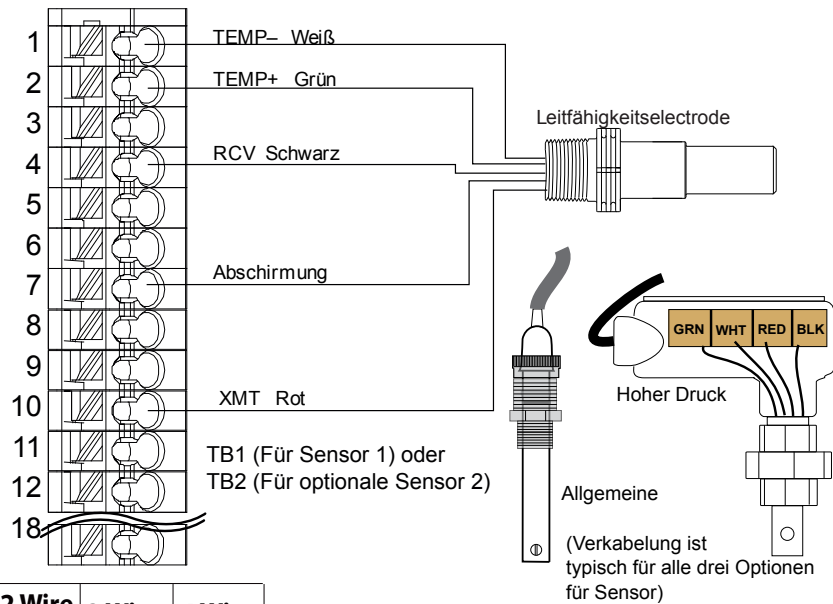 1 TEMP– Weiß
2 TEMP+ Grün
3
4 RCV Schwarz
5
6
7 Abschirmung
8
9
10 XMT Rot
11
12
18
TB1 (Für Sensor 1) oder
TB2 (Für optionale Sensor 2)
Leitfähigkeitselectrode
GRN WHT RED BLK
Hoher Druck
Allgemeine
(Verkabelung ist
typisch für alle drei Optionen
für Sensor)